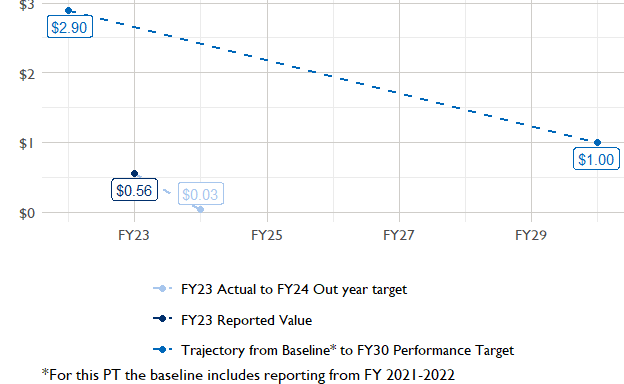 $3
$2.90
$2
$1
$1.00
$0.56
$0.03
$0
FY23 FY25 FY27 FY29
FY23 Actual to FY24 Out year target
FY23 Reported Value
Trajectory from Baseline* to FY30 Performance Target
*For this PT the baseline includes reporting from FY 2021-2022